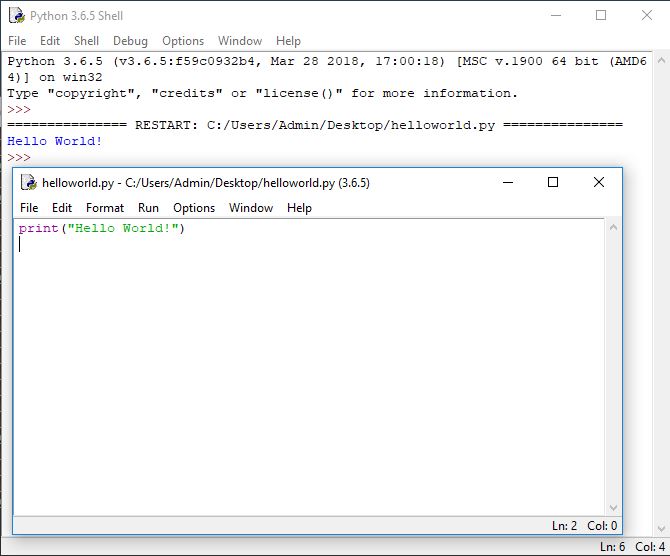 Python 3.6.5 Shell
File Edit Shell Debug Options Window Help
Python 3.6.5 (v3.6.5:f59c0932b4, Mar 28 2018, 17:00:18) [MSC v.1900 64 bit (AMD6
4)] on win32
Type "copyright", "credits" or "license()" for more information.
>>>
=============== RESTART: C:/Users/Admin/Desktop/helloworld.py ===============
Hello World!
>>>
helloworld.py - C:/Users/Admin/Desktop/helloworld.py (3.6.5)
File Edit Format Run Options Window Help
print("Hello World!")
Ln: 2 Col: 0
Ln: 6 Col: 4